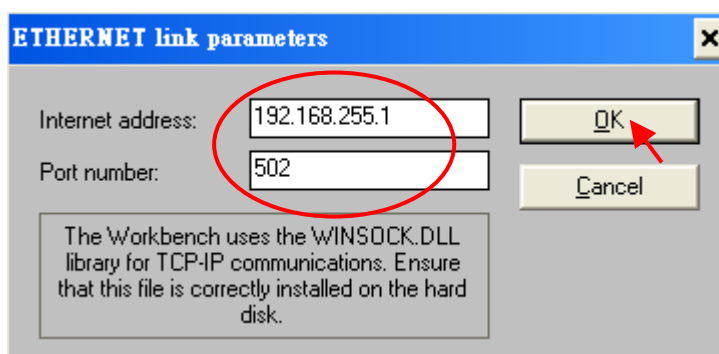 ETHERNET link parameters
Internet address: 192.168.255.1 OK
Port number: 502
Cancel
The Workbench uses the WINSOCK.DLL
library for TCP-IP communications. Ensure
that this file is correctly installed on the hard
disk.